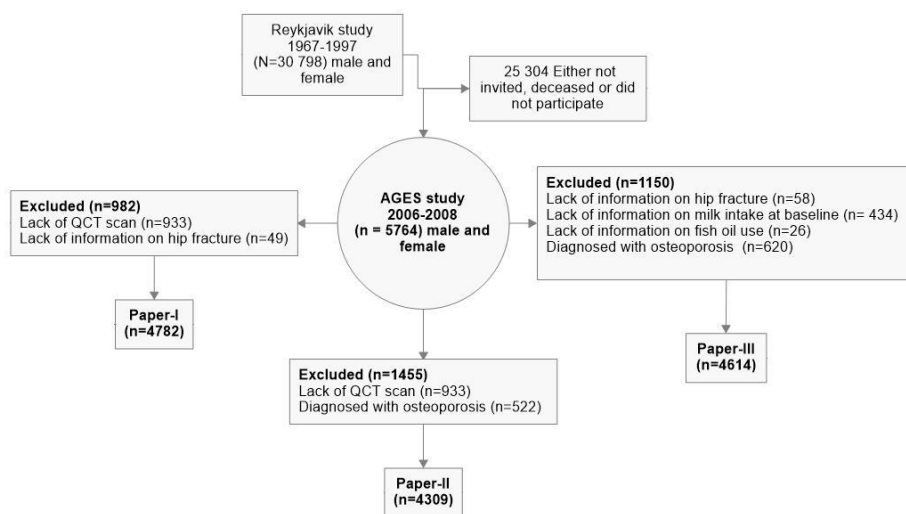 Reykjavik study
1967-1997
(N=30 798) male and
female
25 304 Either not
invited, deceased or did
not participate
AGES study
2006-2008
(n = 5764) male and
female
Excluded (n=982)
Lack of QCT scan (n=933)
Lack of information on hip fracture (n=49)
Excluded (n=1150)
Lack of information on hip fracture (n=58)
Lack of information on milk intake at baseline (n= 434)
Lack of information on fish oil use (n=26)
Diagnosed with osteoporosis (n=620)
Paper-I
(n=4782)
Paper-III
(n=4614)
Excluded (n=1455)
Lack of QCT scan (n=933)
Diagnosed with osteoporosis (n=522)
Paper-II
(n=4309)